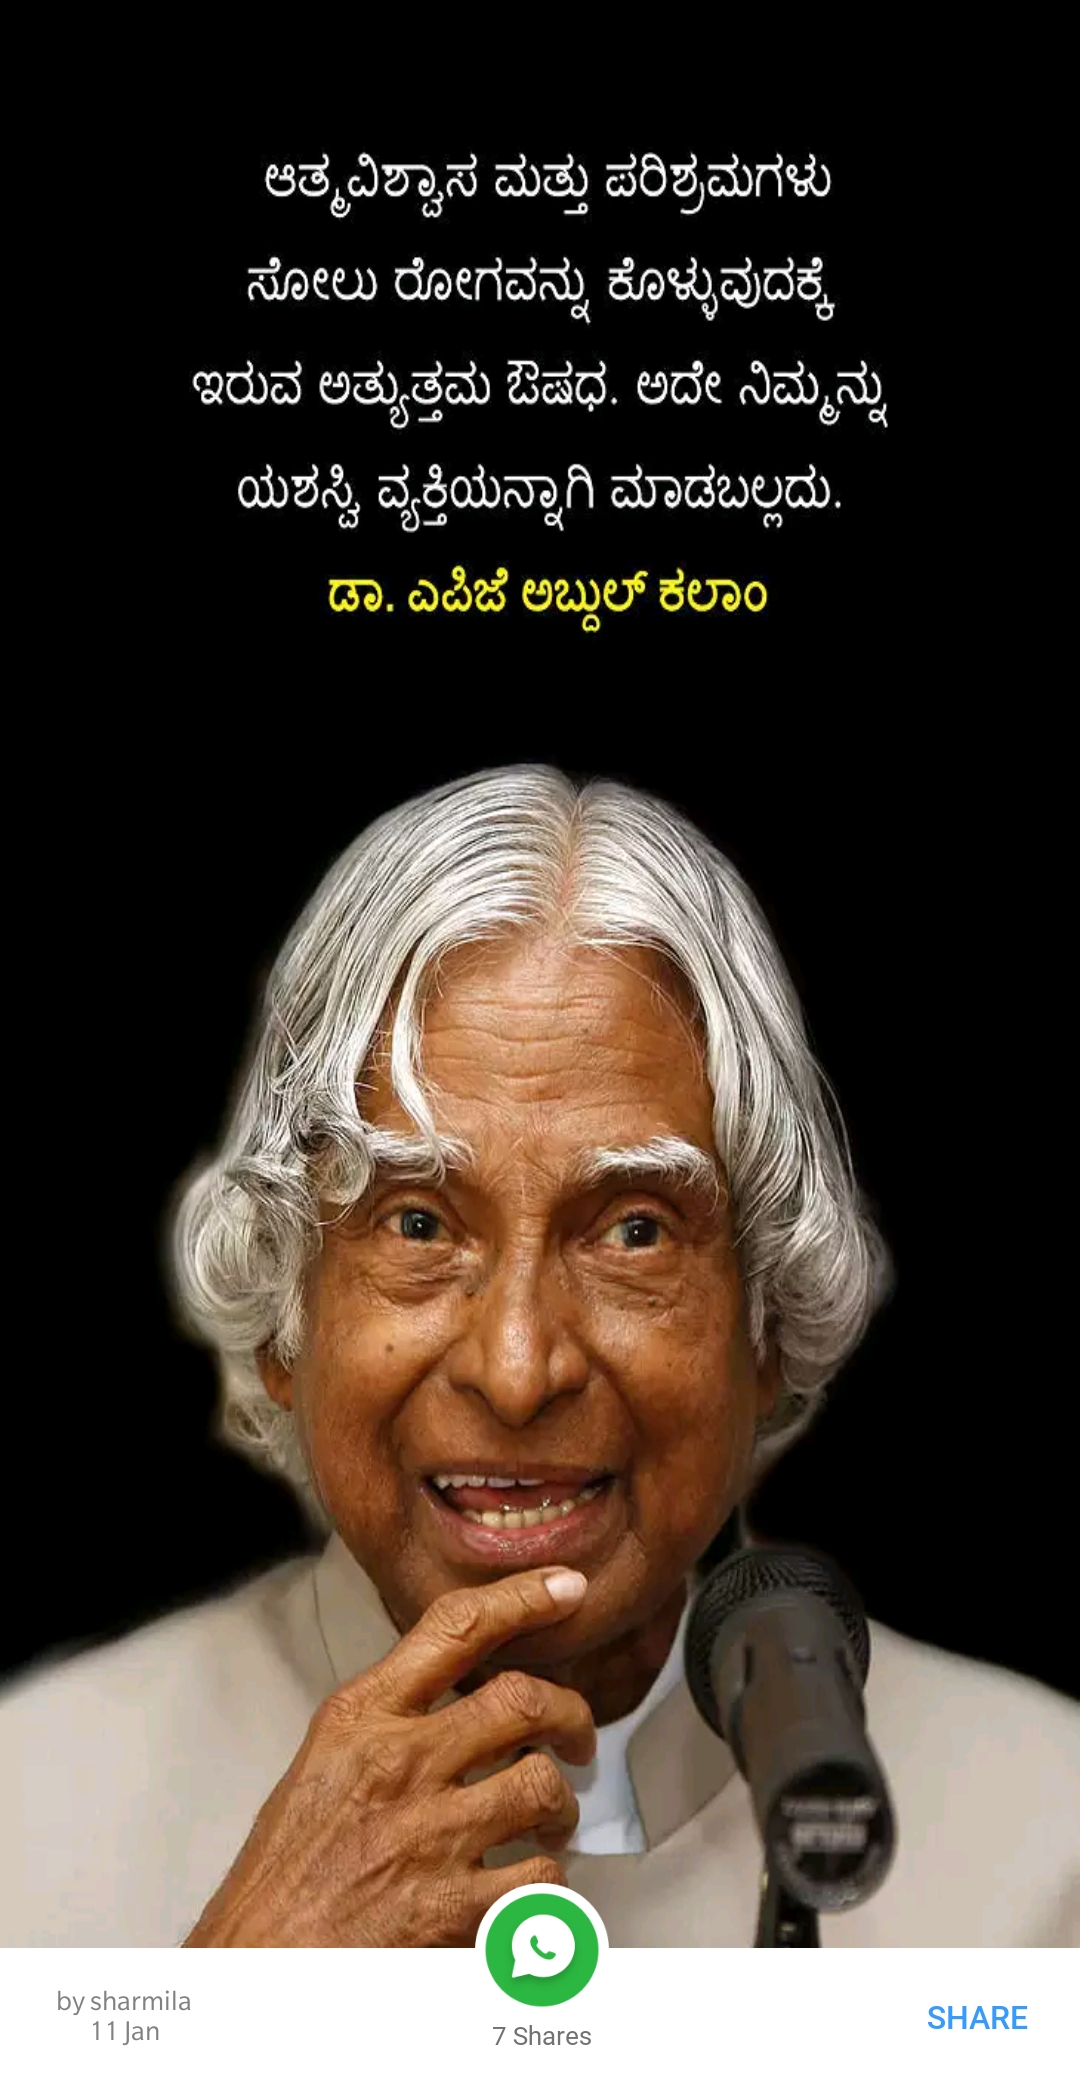 ಆತ್ಮವಿಶ್ವಾಸ ಮತ್ತು ಪರಿಶ್ರಮಗಳು
ಸೋಲು ರೋಗವನ್ನು ಕೊಳ್ಳುವುದಕ್ಕೆ
ಇರುವ ಅತ್ಯುತ್ತಮ ಔಷಧ. ಅದೇ ನಿಮ್ಮನ್ನು
ಯಶಸ್ವಿ ವ್ಯಕ್ತಿಯನ್ನಾಗಿ ಮಾಡಬಲ್ಲದು.
ಡಾ. ಎಪಿಜೆ ಅಬ್ದುಲ್ ಕಲಾಂ
by sharmila
11 Jan
7 Shares
SHARE